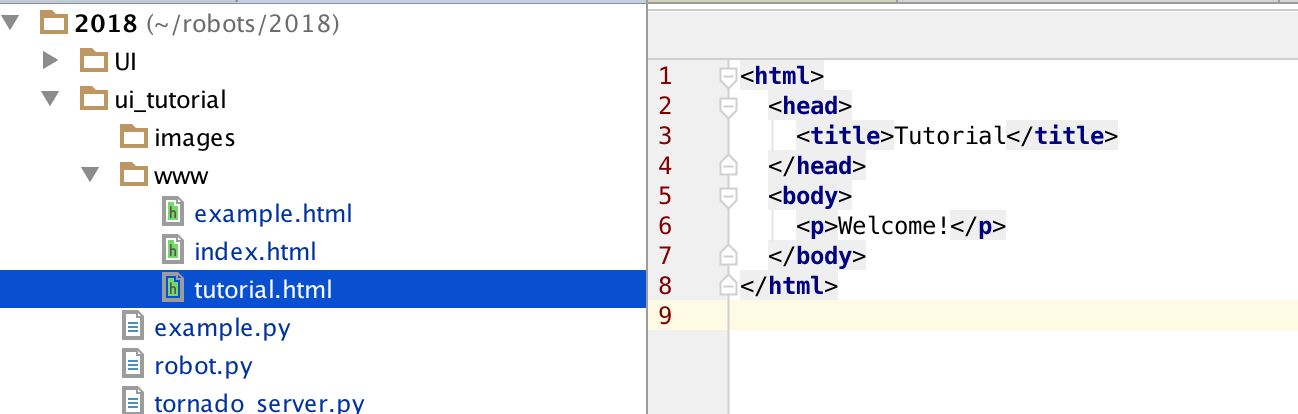 2018 (~/robots/2018)
UI
ui_tutorial
images
www
example.html
index.html
tutorial.html
example.py
robot.py
tornado_server.py
1 <html>
2 <head>
3 <title>Tutorial</title>
4 </head>
5 <body>
6 <p>Welcome!</p>
7 </body>
8 </html>
9